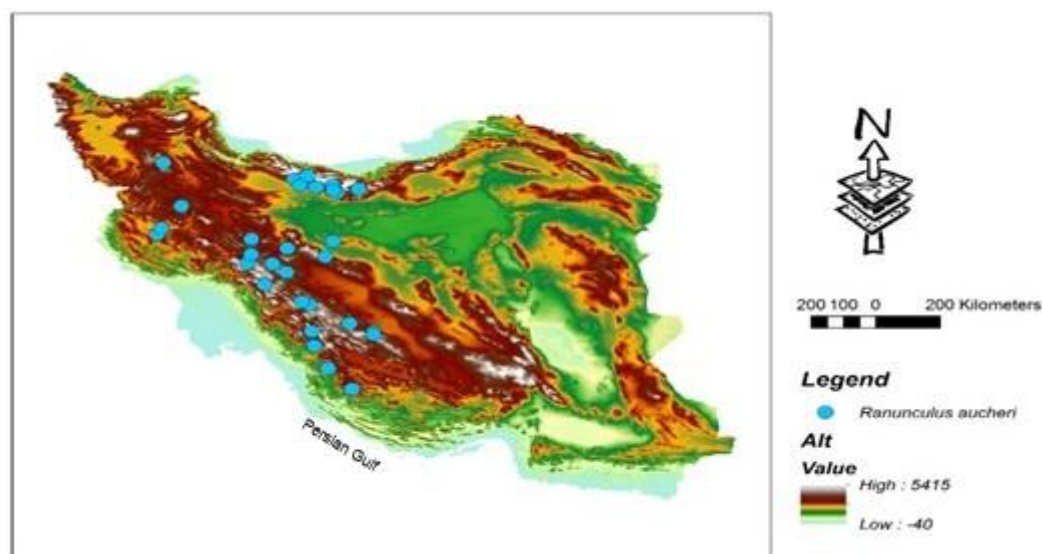 N
200 100 0 200 Kilometers
Legend
Ranunculus aucheri
Alt
Value
High : 5415
Low : -40
Persian Gulf